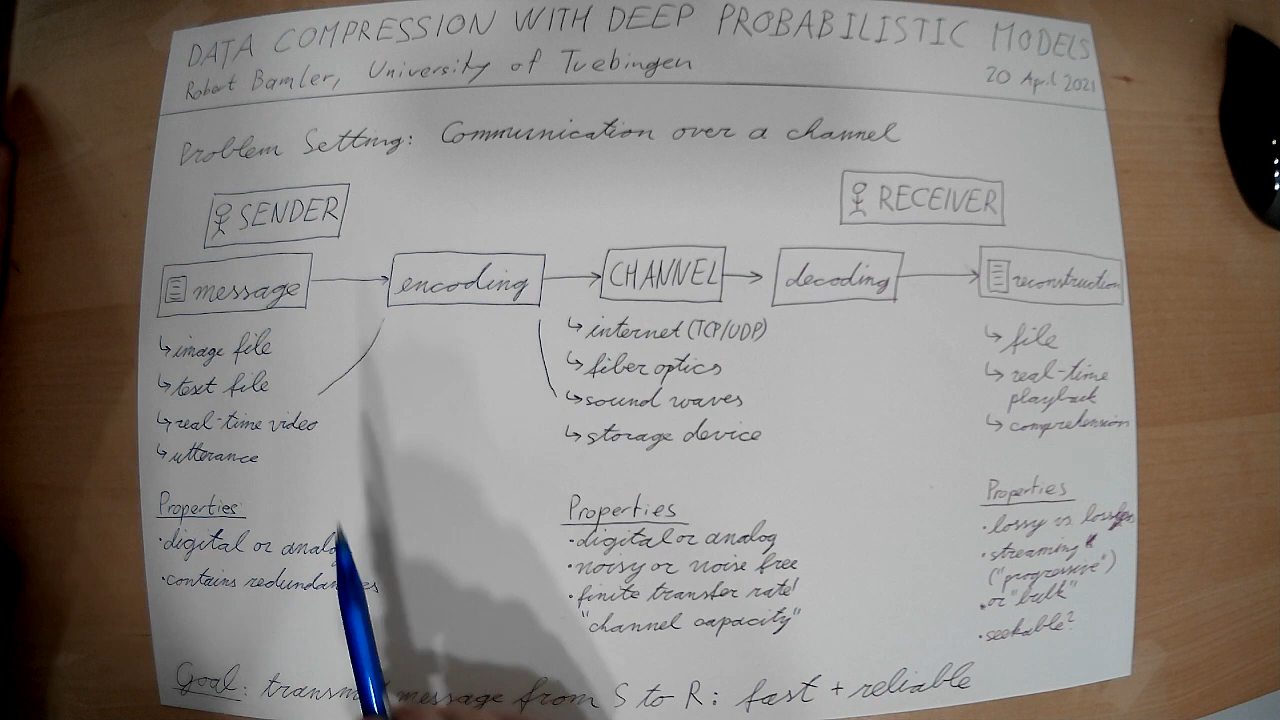 DATA COMPRESSION WITH DEEP PROBABILISTIC MODELS
Robert Bamler, University of Tuebingen
20 April 2021
Problem Setting: Communication over a channel
SENDER
RECEIVER
message
encoding
CHANNEL
decoding
reconstruction
↳ image file
↳ text file
↳ real-time video
↳ utterance
↳ internet (TCP/UDP)
↳ fiber optics
↳ sound waves
↳ storage device
↳ file
↳ real-time
playback
↳ comprehension
Properties
· digital or analog
· contains redundancies
Properties
· digital or analog
· noisy or noise free
· finite transfer rate
"channel capacity"
Properties
· lossy vs. lossless
· streaming"
("progressive")
· or "bulk"
· seekable?
Goal: transmit message from S to R: fast + reliable